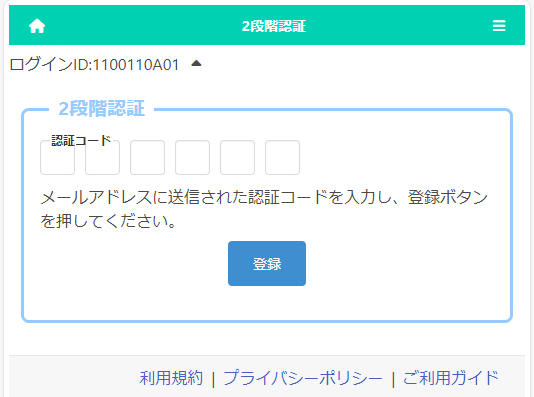 2段階認証
ログインID:1100110A01
2段階認証
認証コード
メールアドレスに送信された認証コードを入力し、登録ボタン
を押してください。
登録
利用規約 | プライバシーポリシー | ご利用ガイド